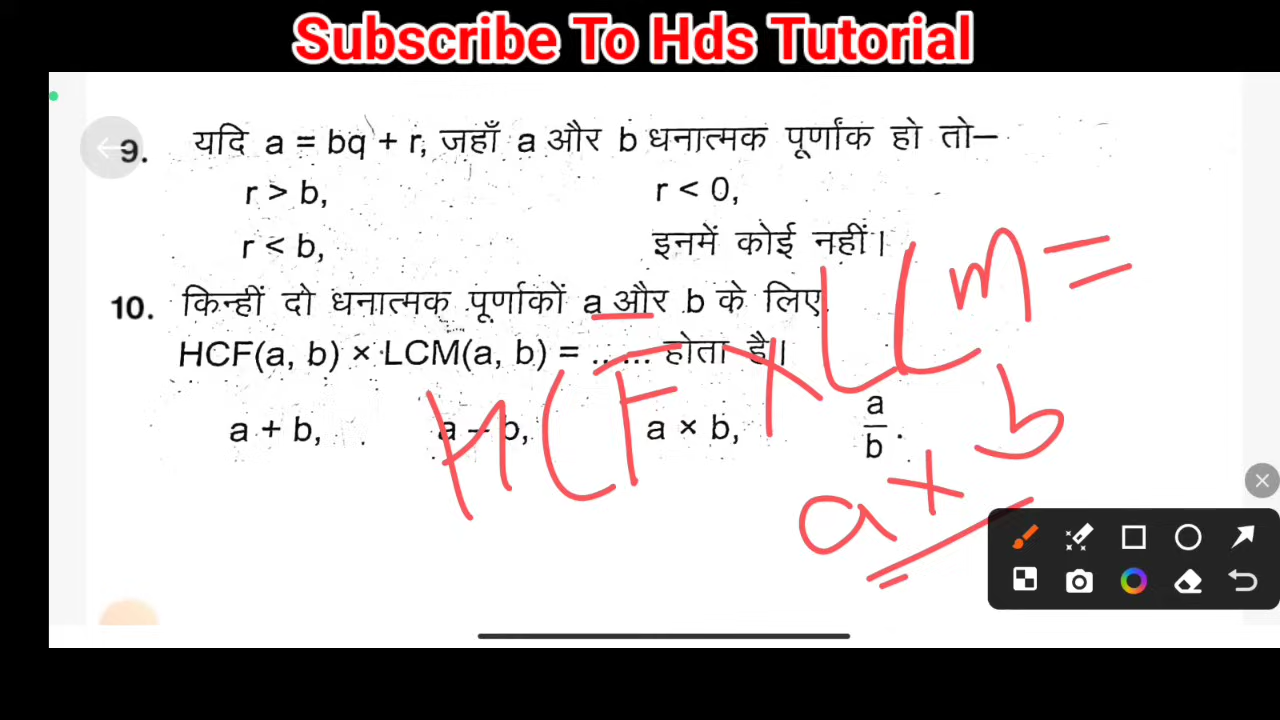 Subscribe To Hds Tutorial
9. यदि a = bq + r, जहाँ a और b धनात्मक पूर्णांक हो तो–
r > b, r < 0,
r < b, इनमें कोई नहीं।
10. किन्हीं दो धनात्मक पूर्णाकों a और b के लिए
HCF(a, b) × LCM(a, b) = ...... होता है।
a + b, a – b, a × b, a/b.
HCF × LCM =
a × b